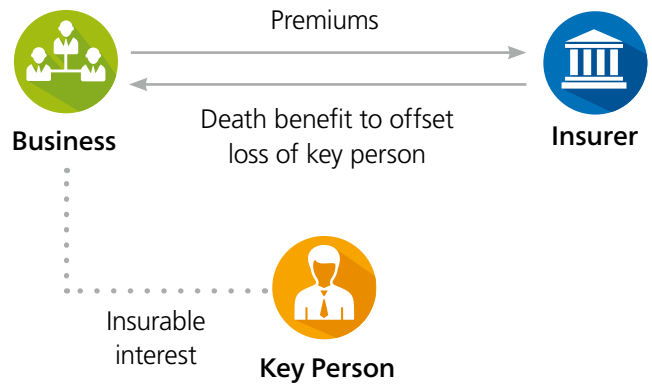 Premiums
Death benefit to offset
loss of key person
Business
Insurer
Insurable
interest
Key Person